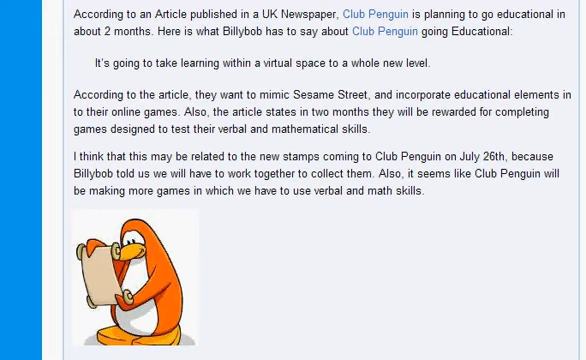 According to an Article published in a UK Newspaper, Club Penguin is planning to go educational in
about 2 months. Here is what Billybob has to say about Club Penguin going Educational:
It's going to take learning within a virtual space to a whole new level.
According to the article, they want to mimic Sesame Street, and incorporate educational elements in
to their online games. Also, the article states in two months they will be rewarded for completing
games designed to test their verbal and mathematical skills.
I think that this may be related to the new stamps coming to Club Penguin on July 26th, because
Billybob told us we will have to work together to collect them. Also, it seems like Club Penguin will
be making more games in which we have to use verbal and math skills.